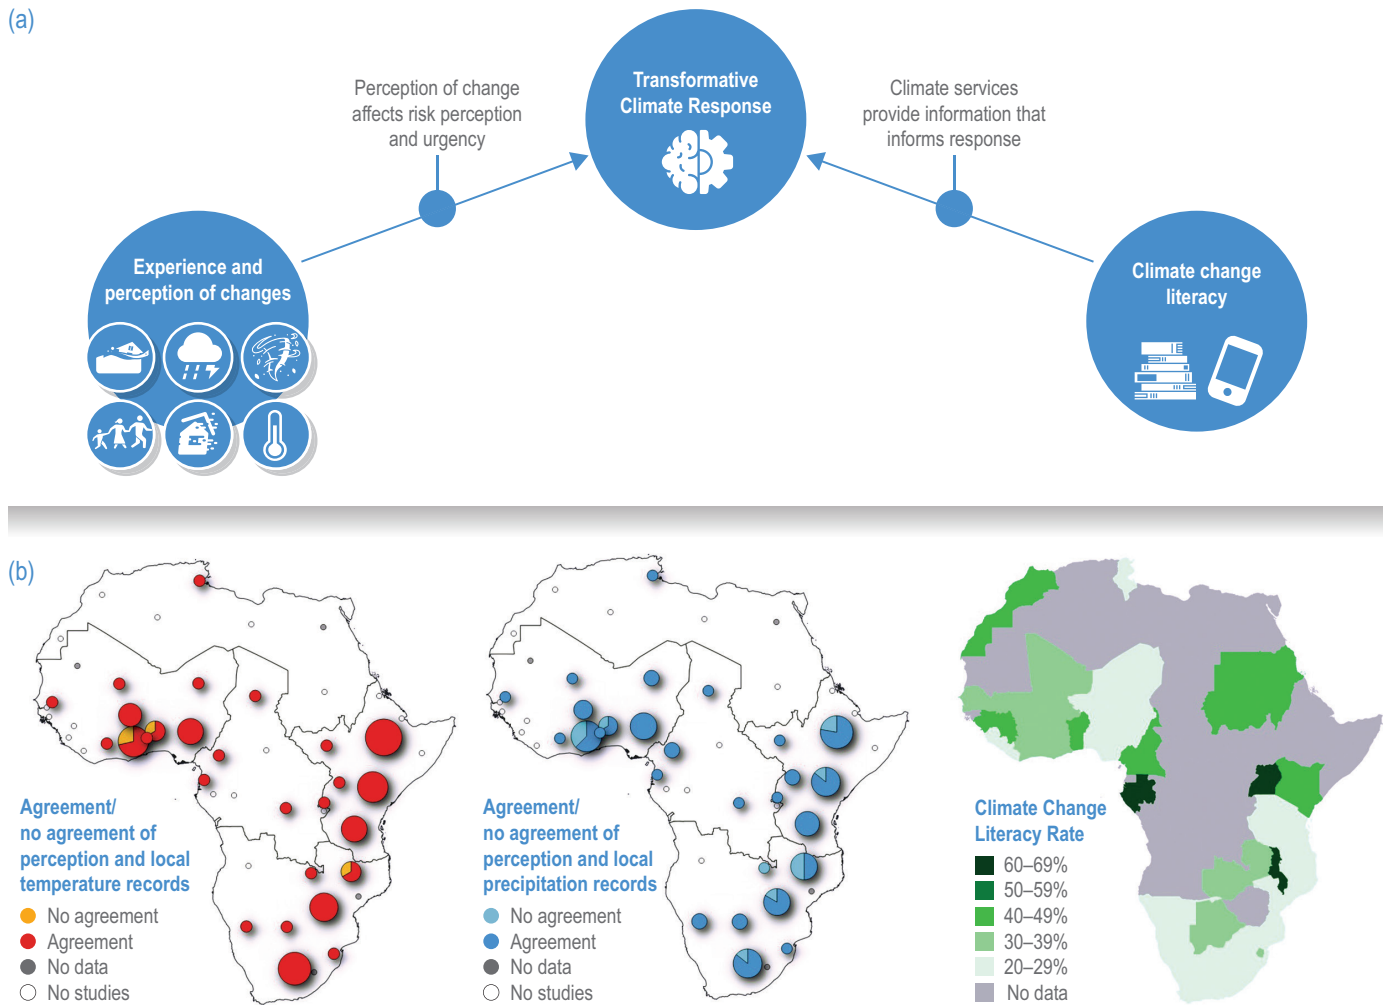 (a)
Perception of change
affects risk perception
and urgency
Transformative
Climate Response
Climate services
provide information that
informs response
Experience and
perception of changes
Climate change
literacy
(b)
Agreement/
no agreement of
perception and local
temperature records
No agreement
Agreement
No data
No studies
Agreement/
no agreement of
perception and local
precipitation records
No agreement
Agreement
No data
No studies
Climate Change
Literacy Rate
60–69%
50–59%
40–49%
30–39%
20–29%
No data